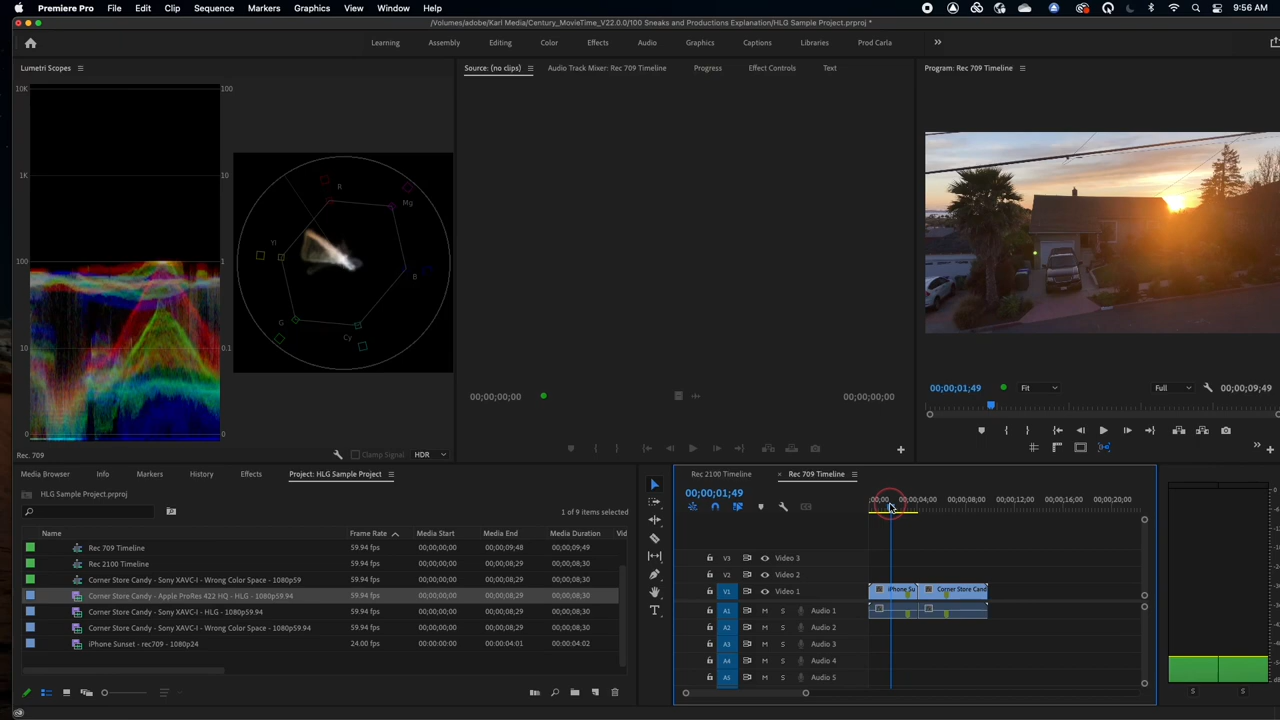 Premiere Pro File Edit Clip Sequence Markers Graphics View Window Help 9:56 AM
/Volumes/adobe/Karl Media/Century_MovieTime_V22.0.0/100 Sneaks and Productions Explanation/HLG Sample Project.prproj *
Learning Assembly Editing Color Effects Audio Graphics Captions Libraries Prod Carla
Lumetri Scopes
Source: (no clips) Audio Track Mixer: Rec 709 Timeline Progress Effect Controls Text
Program: Rec 709 Timeline
10K 100
1K 10
100 1
10 0.1
0 0
R
Mg
Yl
B
G
Cy
Rec. 709 Clamp Signal HDR
00;00;00;00 00;00;00;00
00;00;01;49 Fit Full 00;00;09;49
Media Browser Info Markers History Effects Project: HLG Sample Project
HLG Sample Project.prproj
1 of 9 items selected
Name Frame Rate Media Start Media End Media Duration
Rec 709 Timeline 59.94 fps 00;00;00;00 00;00;09;48 00;00;09;49
Rec 2100 Timeline 59.94 fps 00;00;00;00 00;00;08;29 00;00;08;30
Corner Store Candy - Sony XAVC-I - Wrong Color Space - 1080p59 59.94 fps 00;00;00;00 00;00;08;29 00;00;08;30
Corner Store Candy - Apple ProRes 422 HQ - HLG - 1080p59.94 59.94 fps 00;00;00;00 00;00;08;29 00;00;08;30
Corner Store Candy - Sony XAVC-I - HLG - 1080p59.94 59.94 fps 00;00;00;00 00;00;08;29 00;00;08;30
Corner Store Candy - Sony XAVC-I - Wrong Color Space - 1080p59.94 59.94 fps 00;00;00;00 00;00;08;29 00;00;08;30
iPhone Sunset - rec709 - 1080p24 24.00 fps 00:00:00:00 00:00:04:01 00:00:04:02
Rec 2100 Timeline Rec 709 Timeline
00;00;01;49
;00;00 00;00;04;00 00;00;08;00 00;00;12;00 00;00;16;00 00;00;20;00
V3 Video 3
V2 Video 2
V1 Video 1 iPhone Su Corner Store Cand
A1 M S Audio 1
A2 M S Audio 2
A3 M S Audio 3
A4 M S Audio 4
A5 M S Audio 5
S S